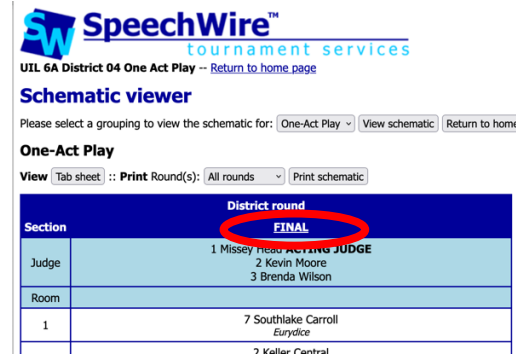 SW SpeechWire™
tournament services
UIL 6A District 04 One Act Play -- Return to home page
Schematic viewer
Please select a grouping to view the schematic for: One-Act Play View schematic Return to home
One-Act Play
View Tab sheet :: Print Round(s): All rounds Print schematic
District round
Section FINAL
1 Missey Head ACTING JUDGE
Judge 2 Kevin Moore
3 Brenda Wilson
Room
1 7 Southlake Carroll
Eurydice
2 Keller Central